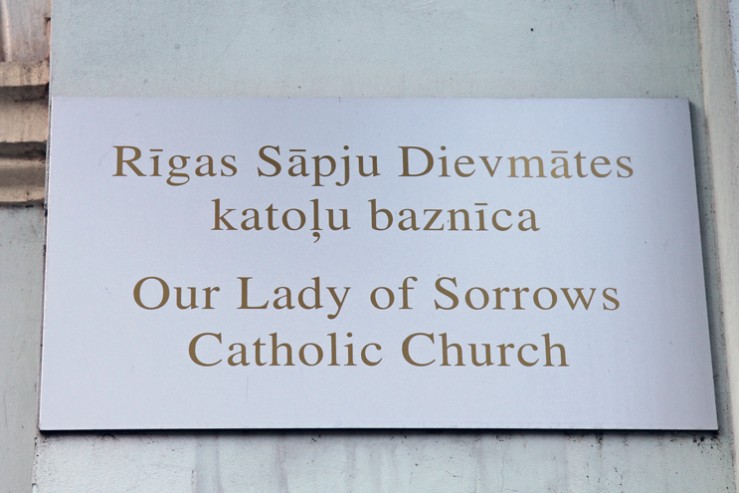 Rīgas Sāpju Dievmātes
katoļu baznīca
Our Lady of Sorrows
Catholic Church